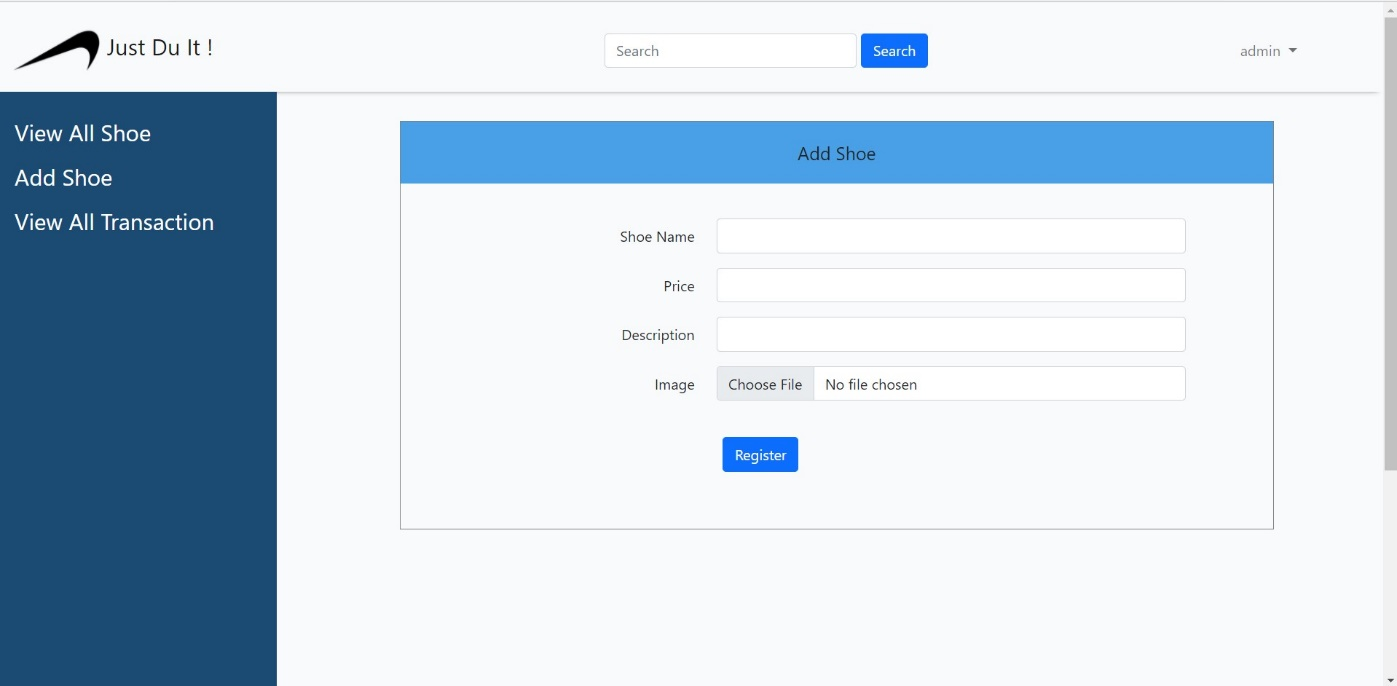 Just Du It !
Search
Search
admin
View All Shoe
Add Shoe
View All Transaction
Add Shoe
Shoe Name
Price
Description
Image
Choose File
No file chosen
Register